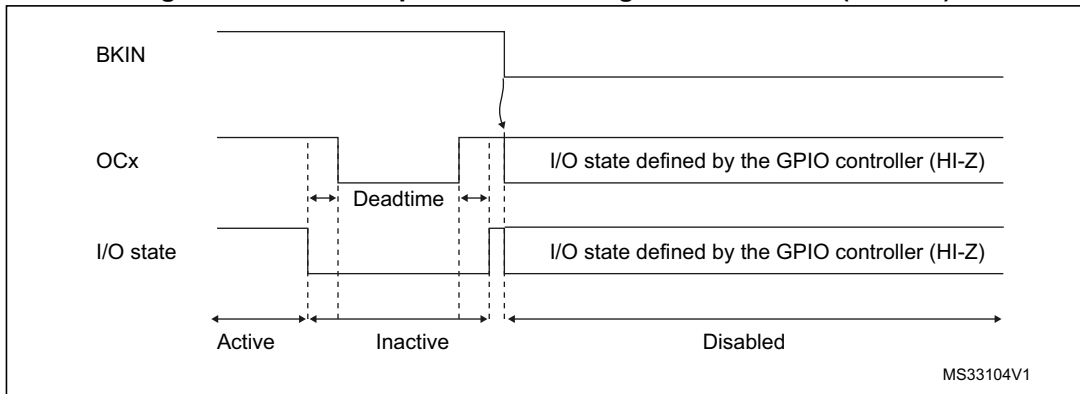 BKIN
OCx
I/O state defined by the GPIO controller (HI-Z)
Deadtime
I/O state
I/O state defined by the GPIO controller (HI-Z)
Active
Inactive
Disabled
MS33104V1